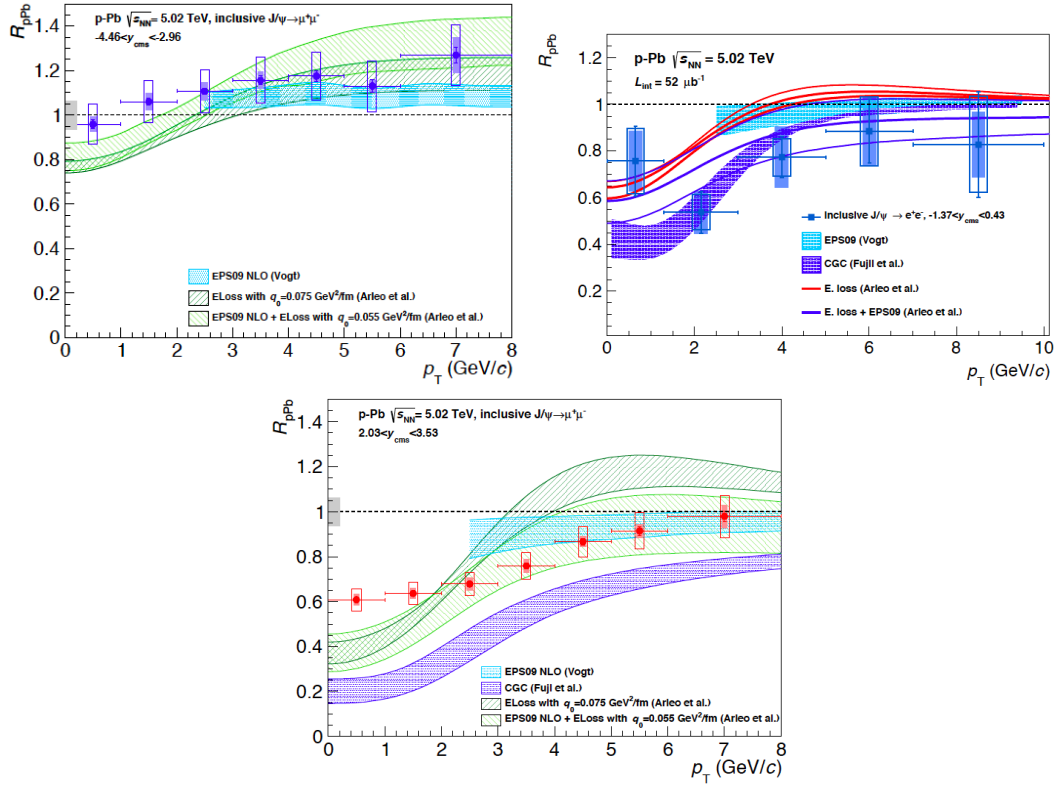 p-Pb √sNN = 5.02 TeV, inclusive J/ψ→μ⁺μ⁻
-4.46<ycms<-2.96
RpPb
1.4
1.2
1
0.8
0.6
0.4
0.2
0
EPS09 NLO (Vogt)
ELoss with q0=0.075 GeV²/fm (Arleo et al.)
EPS09 NLO + ELoss with q0=0.055 GeV²/fm (Arleo et al.)
0 1 2 3 4 5 6 7 8
pT (GeV/c)
p-Pb √sNN = 5.02 TeV
Lint = 52 μb⁻¹
RpPb
1.2
1
0.8
0.6
0.4
0.2
0
Inclusive J/ψ → e⁺e⁻, -1.37<ycms<0.43
EPS09 (Vogt)
CGC (Fujii et al.)
E. loss (Arleo et al.)
E. loss + EPS09 (Arleo et al.)
0 2 4 6 8 10
pT (GeV/c)
p-Pb √sNN = 5.02 TeV, inclusive J/ψ→μ⁺μ⁻
2.03<ycms<3.53
RpPb
1.4
1.2
1
0.8
0.6
0.4
0.2
0
EPS09 NLO (Vogt)
CGC (Fujii et al.)
ELoss with q0=0.075 GeV²/fm (Arleo et al.)
EPS09 NLO + ELoss with q0=0.055 GeV²/fm (Arleo et al.)
0 1 2 3 4 5 6 7 8
pT (GeV/c)